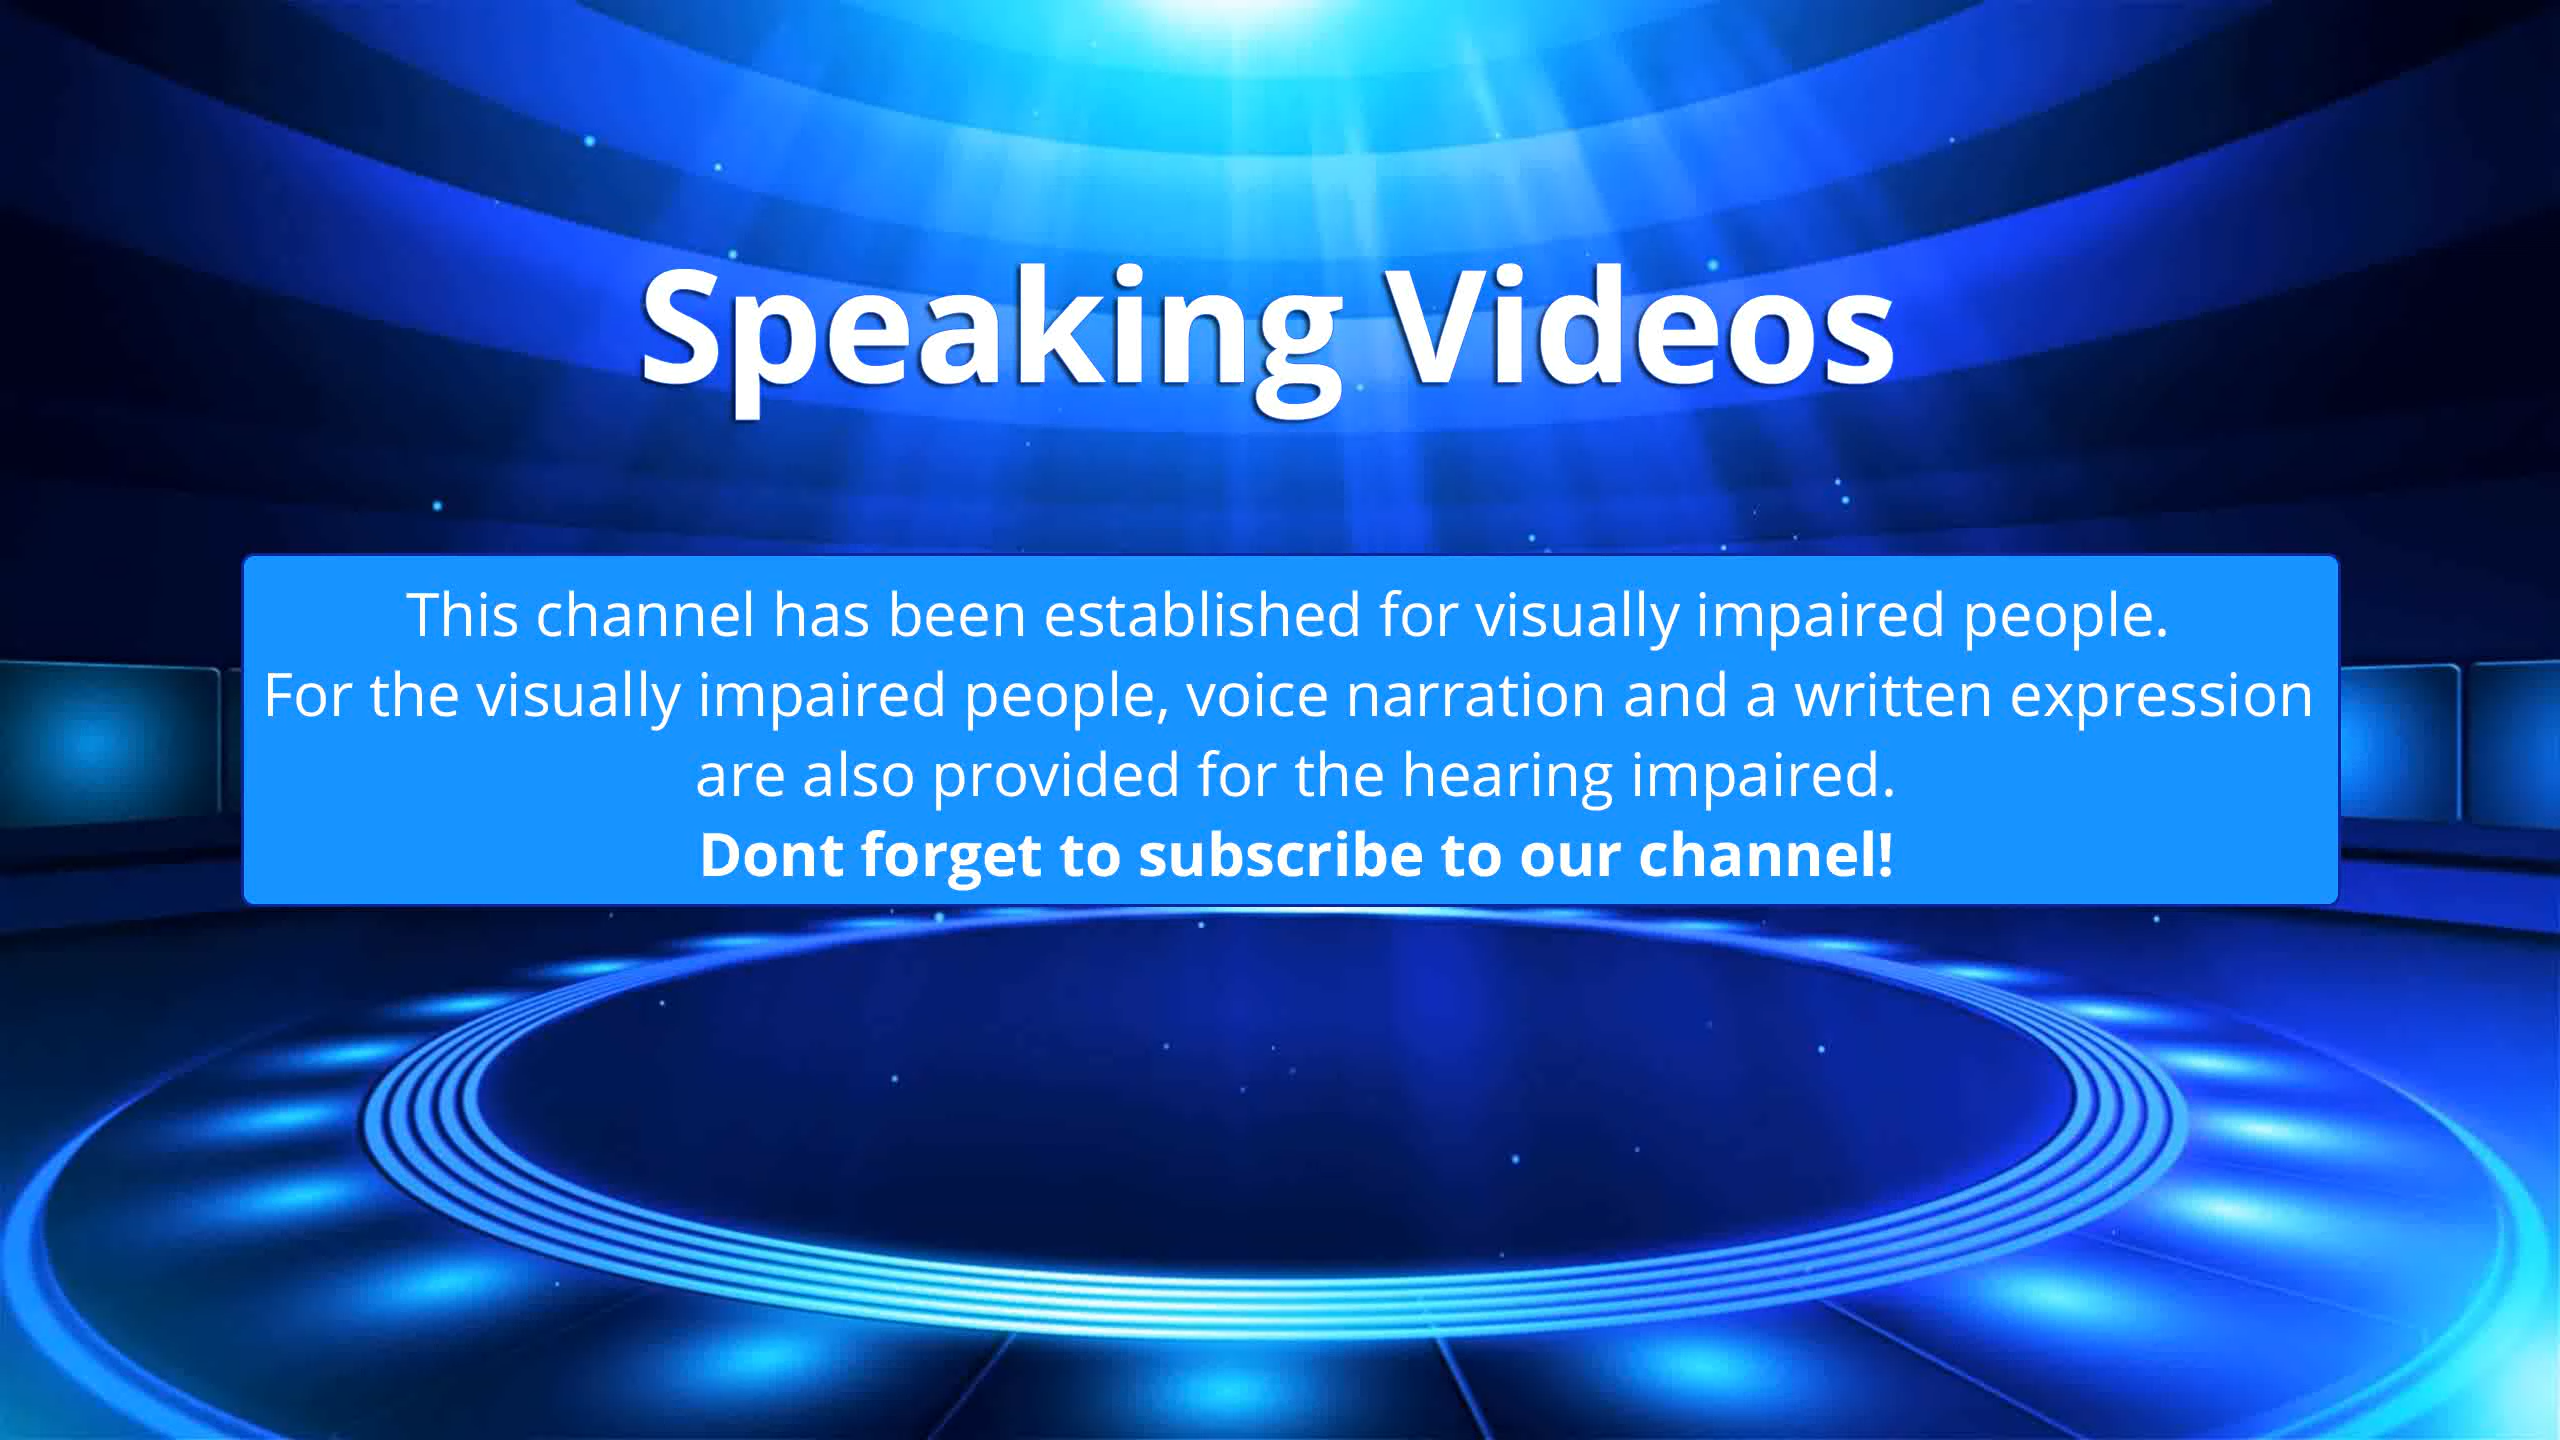 Speaking Videos
This channel has been established for visually impaired people.
For the visually impaired people, voice narration and a written expression
are also provided for the hearing impaired.
Dont forget to subscribe to our channel!